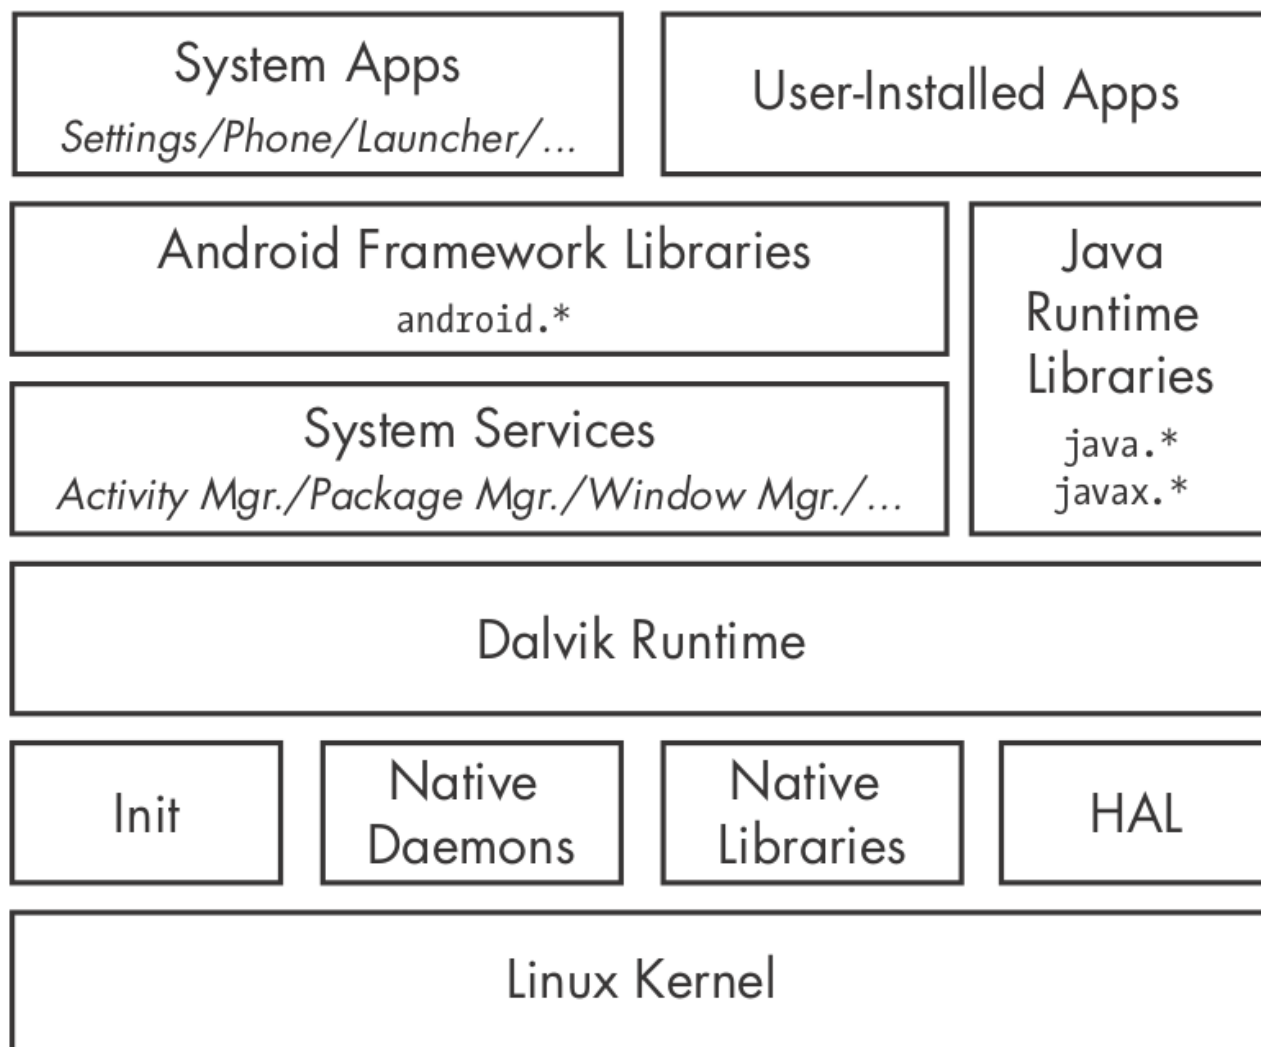 System Apps
Settings/Phone/Launcher/...
User-Installed Apps
Android Framework Libraries
android.*
Java
Runtime
Libraries
java.*
javax.*
System Services
Activity Mgr./Package Mgr./Window Mgr./...
Dalvik Runtime
Init
Native
Daemons
Native
Libraries
HAL
Linux Kernel